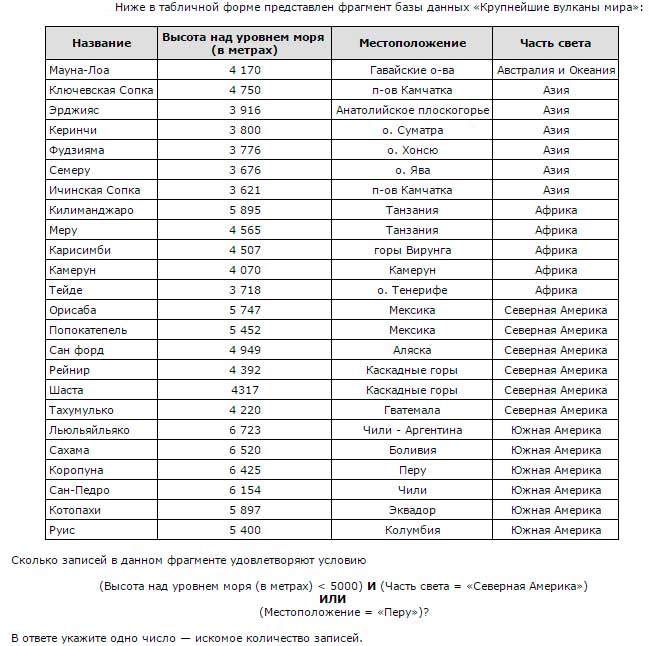 Ниже в табличной форме представлен фрагмент базы данных «Крупнейшие вулканы мира»:
Название Высота над уровнем моря (в метрах) Местоположение Часть света
Мауна-Лоа 4 170 Гавайские о-ва Австралия и Океания
Ключевская Сопка 4 750 п-ов Камчатка Азия
Эрджияс 3 916 Анатолийское плоскогорье Азия
Керинчи 3 800 о. Суматра Азия
Фудзияма 3 776 о. Хонсю Азия
Семеру 3 676 о. Ява Азия
Ичинская Сопка 3 621 п-ов Камчатка Азия
Килиманджаро 5 895 Танзания Африка
Меру 4 565 Танзания Африка
Карисимби 4 507 горы Вирунга Африка
Камерун 4 070 Камерун Африка
Тейде 3 718 о. Тенерифе Африка
Орисаба 5 747 Мексика Северная Америка
Попокатепель 5 452 Мексика Северная Америка
Сан форд 4 949 Аляска Северная Америка
Рейнир 4 392 Каскадные горы Северная Америка
Шаста 4317 Каскадные горы Северная Америка
Тахумулько 4 220 Гватемала Северная Америка
Льюльяйльяко 6 723 Чили - Аргентина Южная Америка
Сахама 6 520 Боливия Южная Америка
Коропуна 6 425 Перу Южная Америка
Сан-Педро 6 154 Чили Южная Америка
Котопахи 5 897 Эквадор Южная Америка
Руис 5 400 Колумбия Южная Америка
Сколько записей в данном фрагменте удовлетворяют условию
(Высота над уровнем моря (в метрах) < 5000) И (Часть света = «Северная Америка»)
ИЛИ
(Местоположение = «Перу»)?
В ответе укажите одно число — искомое количество записей.